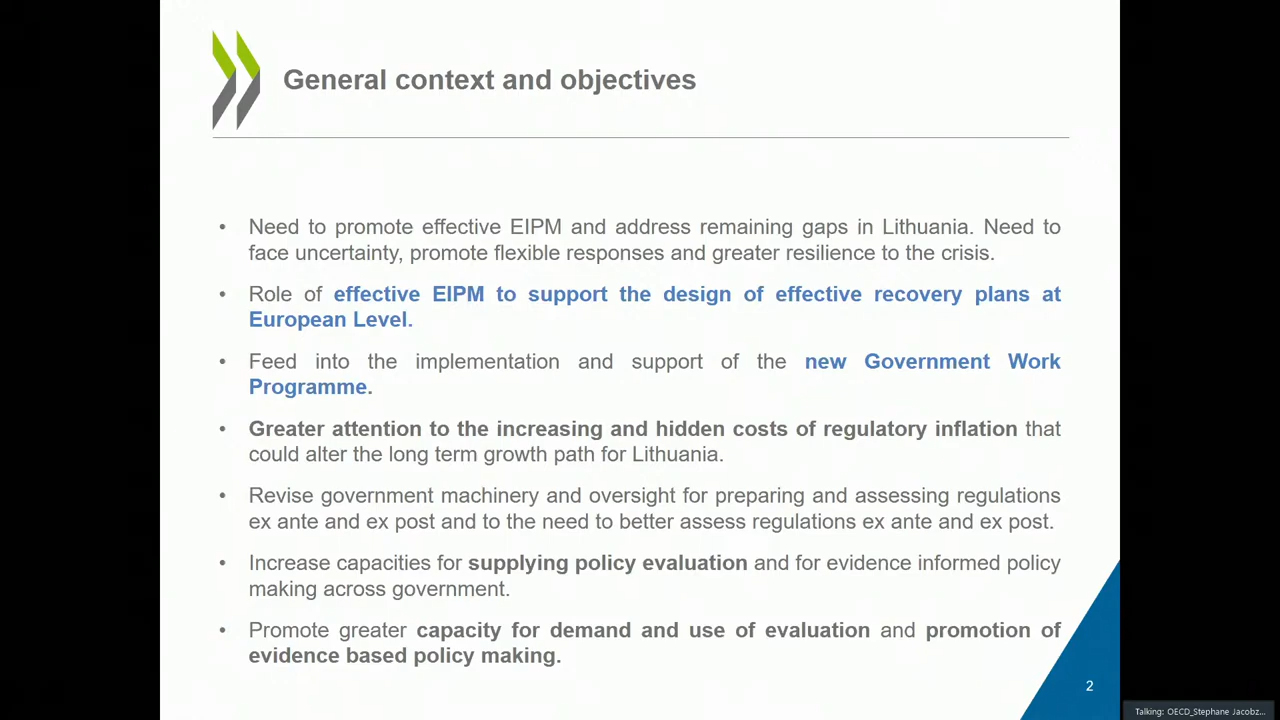 General context and objectives
• Need to promote effective EIPM and address remaining gaps in Lithuania. Need to
face uncertainty, promote flexible responses and greater resilience to the crisis.
• Role of effective EIPM to support the design of effective recovery plans at
European Level.
• Feed into the implementation and support of the new Government Work
Programme.
• Greater attention to the increasing and hidden costs of regulatory inflation that
could alter the long term growth path for Lithuania.
• Revise government machinery and oversight for preparing and assessing regulations
ex ante and ex post and to the need to better assess regulations ex ante and ex post.
• Increase capacities for supplying policy evaluation and for evidence informed policy
making across government.
• Promote greater capacity for demand and use of evaluation and promotion of
evidence based policy making.
2
Talking: OECD_Stephane Jacobz...